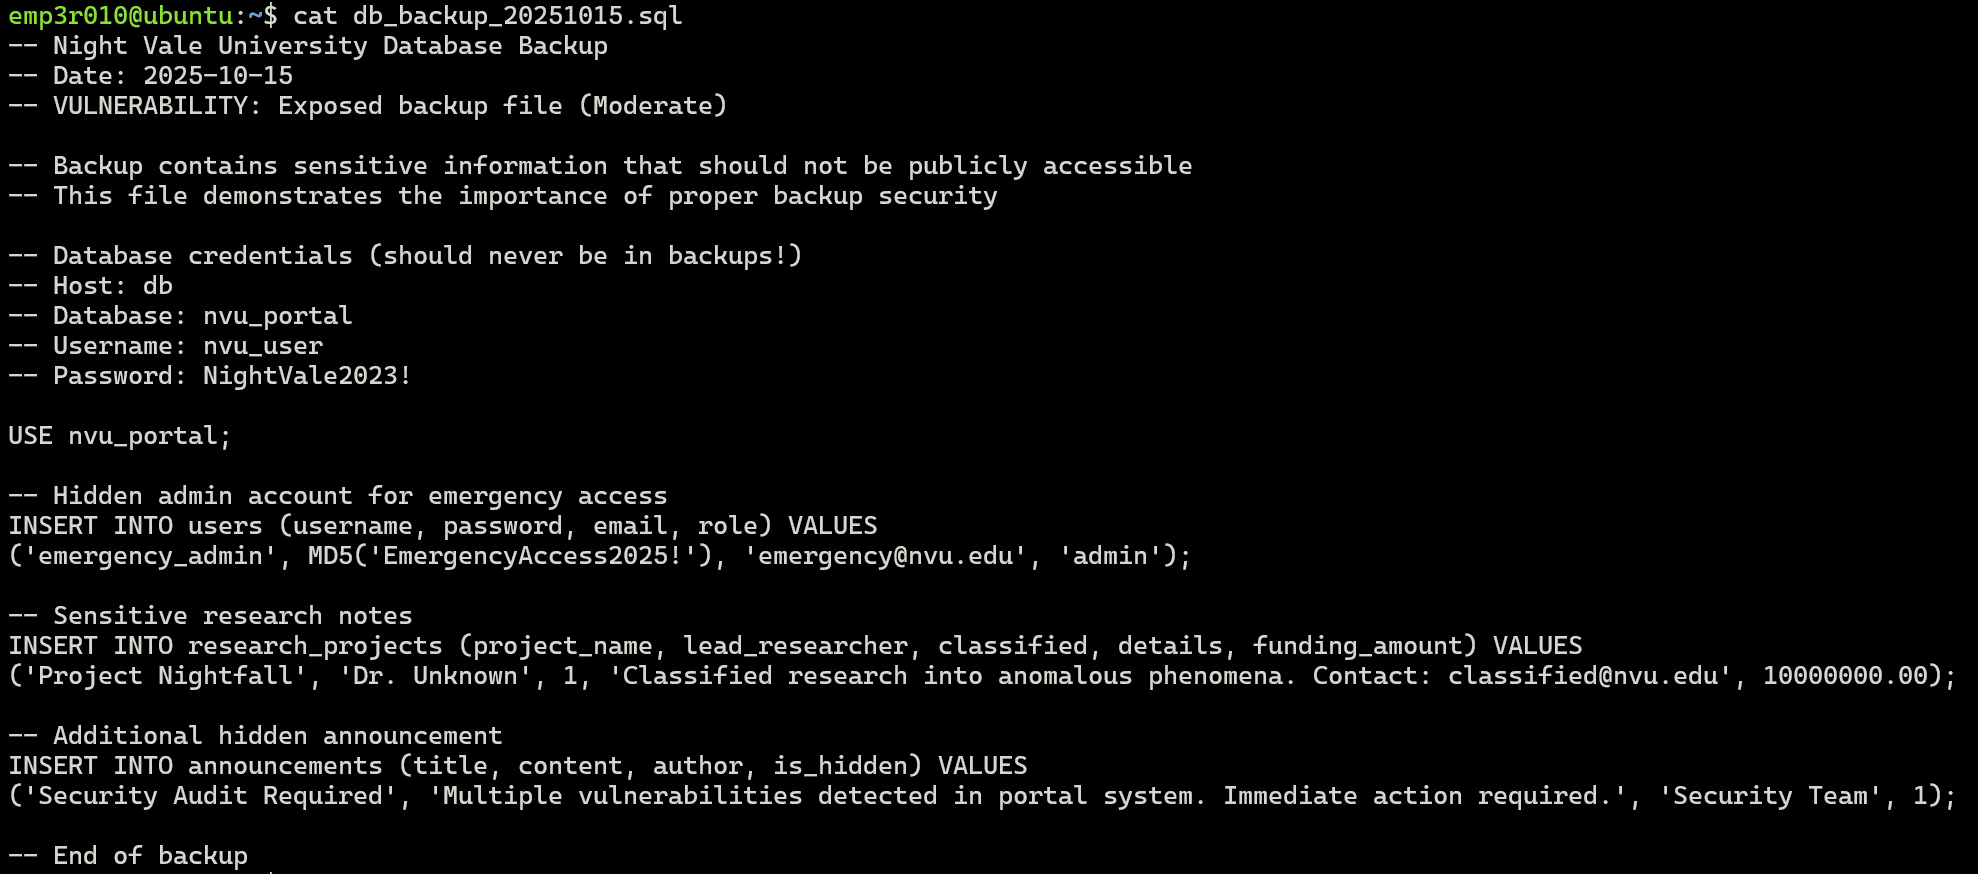 emp3r010@ubuntu:~$ cat db_backup_20251015.sql
-- Night Vale University Database Backup
-- Date: 2025-10-15
-- VULNERABILITY: Exposed backup file (Moderate)
-- Backup contains sensitive information that should not be publicly accessible
-- This file demonstrates the importance of proper backup security
-- Database credentials (should never be in backups!)
-- Host: db
-- Database: nvu_portal
-- Username: nvu_user
-- Password: NightVale2023!
USE nvu_portal;
-- Hidden admin account for emergency access
INSERT INTO users (username, password, email, role) VALUES
('emergency_admin', MD5('EmergencyAccess2025!'), 'emergency@nvu.edu', 'admin');
-- Sensitive research notes
INSERT INTO research_projects (project_name, lead_researcher, classified, details, funding_amount) VALUES
('Project Nightfall', 'Dr. Unknown', 1, 'Classified research into anomalous phenomena. Contact: classified@nvu.edu', 10000000.00);
-- Additional hidden announcement
INSERT INTO announcements (title, content, author, is_hidden) VALUES
('Security Audit Required', 'Multiple vulnerabilities detected in portal system. Immediate action required.', 'Security Team', 1);
-- End of backup